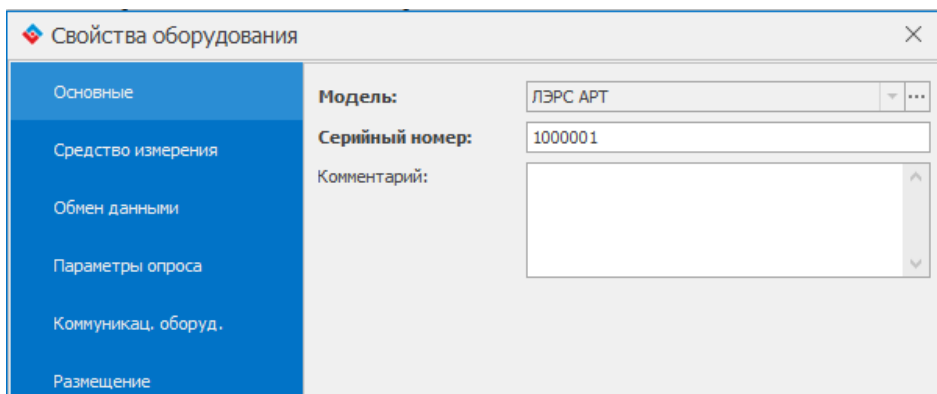 Свойства оборудования
Основные
Средство измерения
Обмен данными
Параметры опроса
Коммуникац. оборуд.
Размещение
Модель: ЛЭРС АРТ
Серийный номер: 1000001
Комментарий: